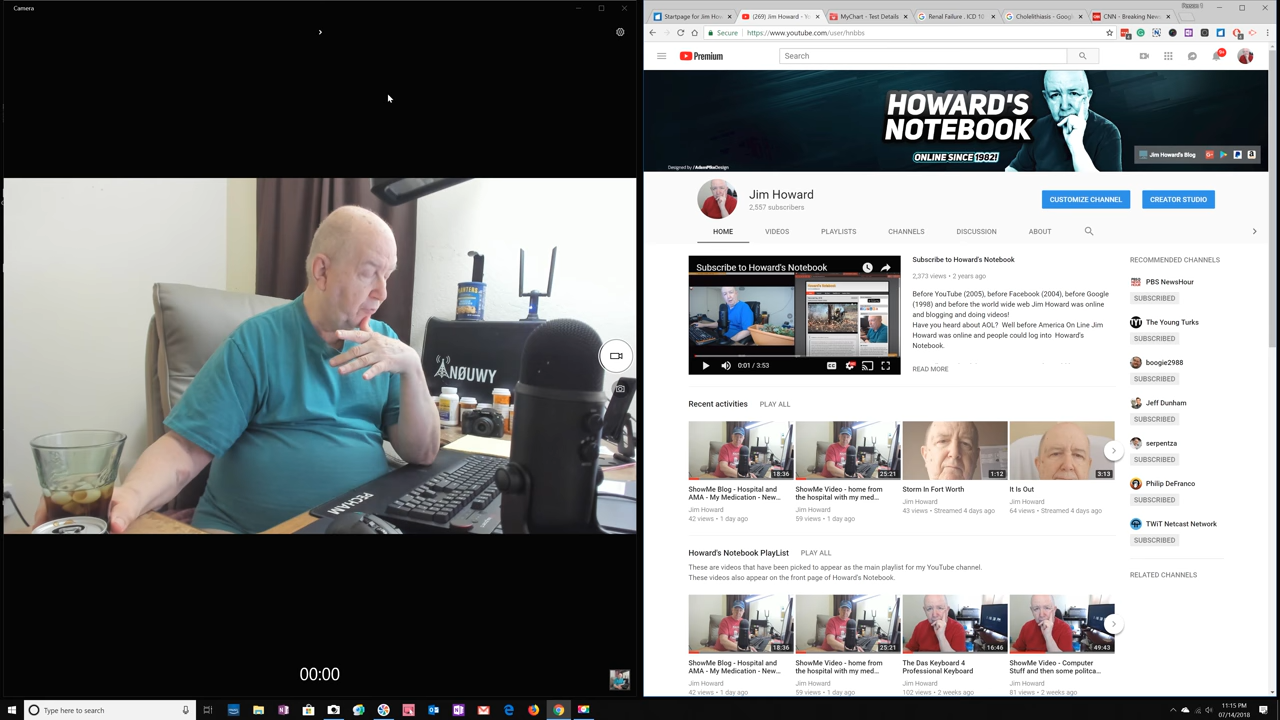 Camera
Startpage for Jim Ho
(269) Jim Howard -
MyChart - Test Details
Renal Failure . ICD 10
Cholelithiasis - Goog
CNN - Breaking New
Secure
https://www.youtube.com/user/hnbbs
Premium
Search
HOWARD'S
NOTEBOOK
ONLINE SINCE 1982!
Designed by /AdamPikeDesign
Jim Howard's Blog
Jim Howard
2,557 subscribers
CUSTOMIZE CHANNEL
CREATOR STUDIO
HOME
VIDEOS
PLAYLISTS
CHANNELS
DISCUSSION
ABOUT
Subscribe to Howard's Notebook
0:01 / 3:53
Subscribe to Howard's Notebook
2,373 views • 2 years ago
Before YouTube (2005), before Facebook (2004), before Google
(1998) and before the world wide web Jim Howard was online
and blogging and doing videos!
Have you heard about AOL? Well before America On Line Jim
Howard was online and people could log into Howard's
Notebook.
READ MORE
RECOMMENDED CHANNELS
PBS NewsHour
SUBSCRIBED
The Young Turks
SUBSCRIBED
boogie2988
SUBSCRIBED
Jeff Dunham
SUBSCRIBED
serpentza
SUBSCRIBED
Philip DeFranco
SUBSCRIBED
TWiT Netcast Network
SUBSCRIBED
RELATED CHANNELS
Recent activities
PLAY ALL
18:36
25:21
1:12
3:13
ShowMe Blog - Hospital and
AMA - My Medication - New...
Jim Howard
42 views • 1 day ago
ShowMe Video - home from
the hospital with my med...
Jim Howard
59 views • 1 day ago
Storm In Fort Worth
Jim Howard
43 views • Streamed 4 days ago
It Is Out
Jim Howard
64 views • Streamed 4 days ago
Howard's Notebook PlayList
PLAY ALL
These are videos that have been picked to appear as the main playlist for my YouTube channel.
These videos also appear on the front page of Howard's Notebook.
18:36
25:21
16:46
49:43
ShowMe Blog - Hospital and
AMA - My Medication - New...
Jim Howard
42 views • 1 day ago
ShowMe Video - home from
the hospital with my med...
Jim Howard
59 views • 1 day ago
The Das Keyboard 4
Professional Keyboard
Jim Howard
102 views • 2 weeks ago
ShowMe Video - Computer
Stuff and then some politca...
Jim Howard
81 views • 2 weeks ago
ANØUWY
00:00
Type here to search
11:15 PM
07/14/2018